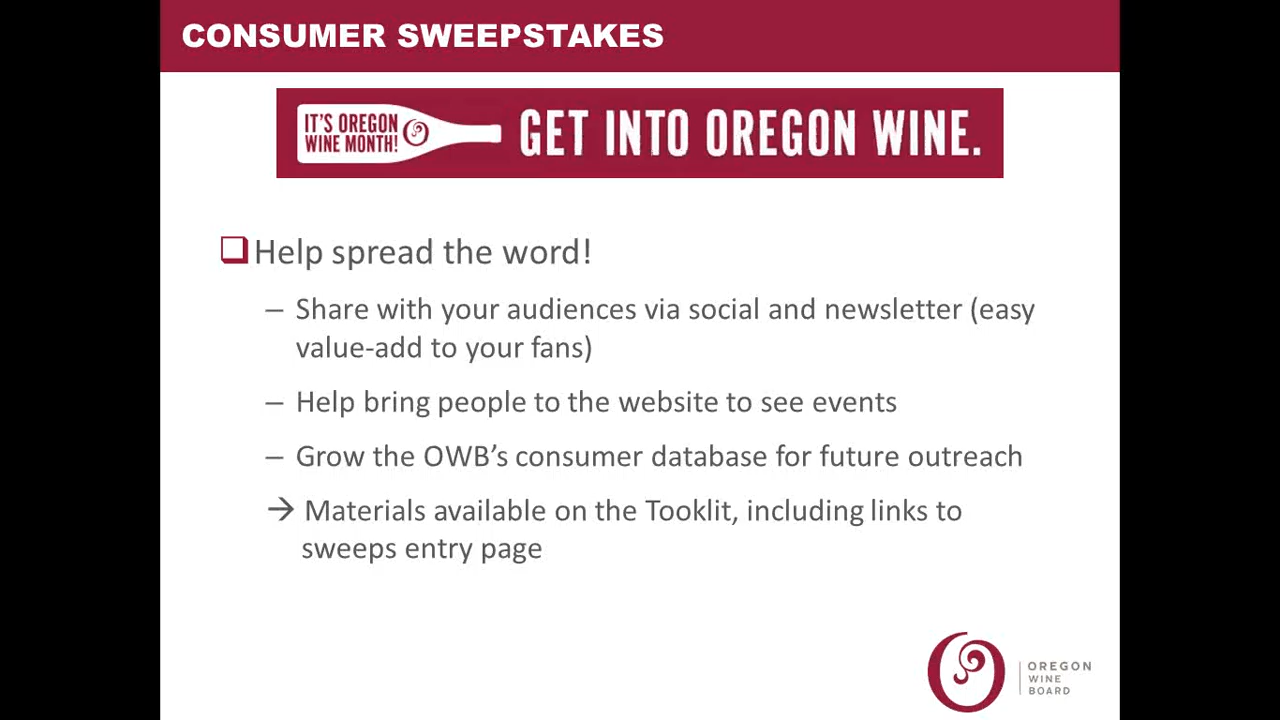 CONSUMER SWEEPSTAKES
IT'S OREGON
WINE MONTH!
GET INTO OREGON WINE.
Help spread the word!
– Share with your audiences via social and newsletter (easy
value-add to your fans)
– Help bring people to the website to see events
– Grow the OWB’s consumer database for future outreach
→ Materials available on the Tooklit, including links to
sweeps entry page
OREGON
WINE
BOARD